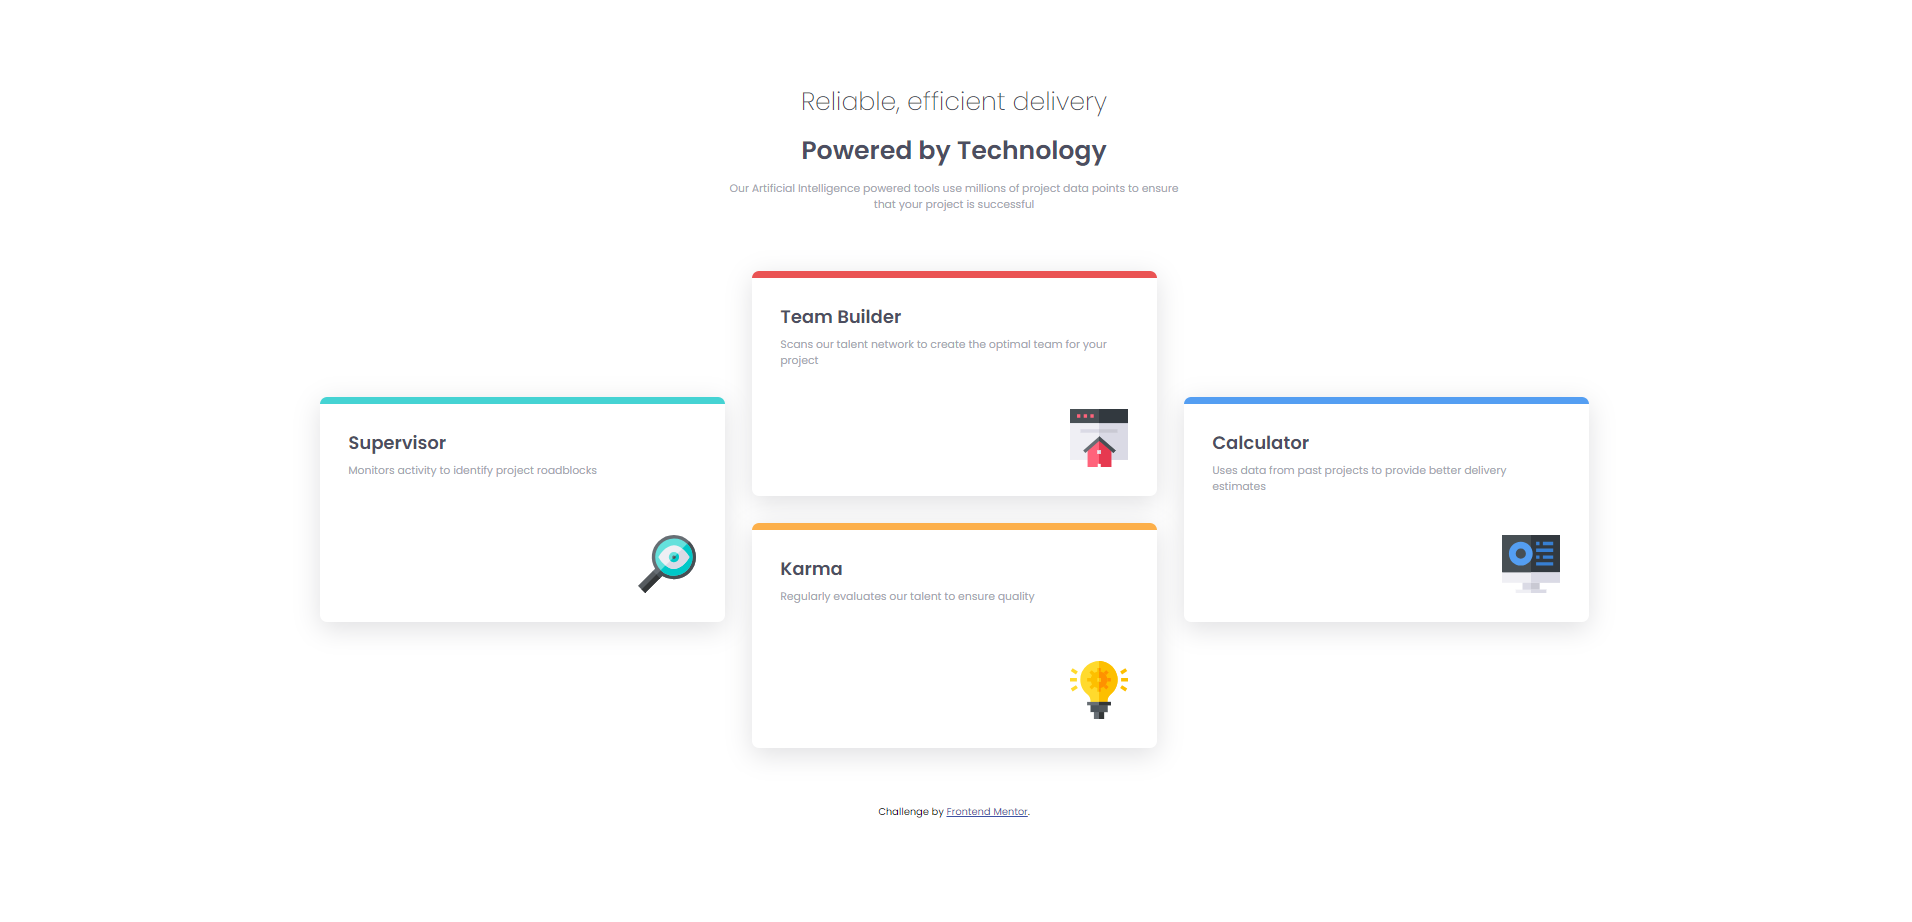 Reliable, efficient delivery
Powered by Technology
Our Artificial Intelligence powered tools use millions of project data points to ensure
that your project is successful
Supervisor
Monitors activity to identify project roadblocks
Team Builder
Scans our talent network to create the optimal team for your
project
Karma
Regularly evaluates our talent to ensure quality
Calculator
Uses data from past projects to provide better delivery
estimates
Challenge by Frontend Mentor.